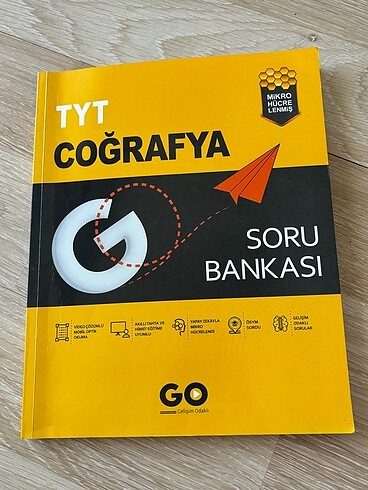 MİKRO
HÜCRE
LENMİŞ
TYT
COĞRAFYA
G
SORU
BANKASI
VİDEO ÇÖZÜMLÜ
MOBİL OPTİK
OKUMA
AKILLI TAHTA VE
HİBRİT EĞİTİME
UYUMLU
YAPAY ZEKAYLA
MİKRO
HÜCRELENDİ
ÖSYM
SORDU
GELİŞİM
ODAKLI
SORULAR
GO
Gelişim Odaklı